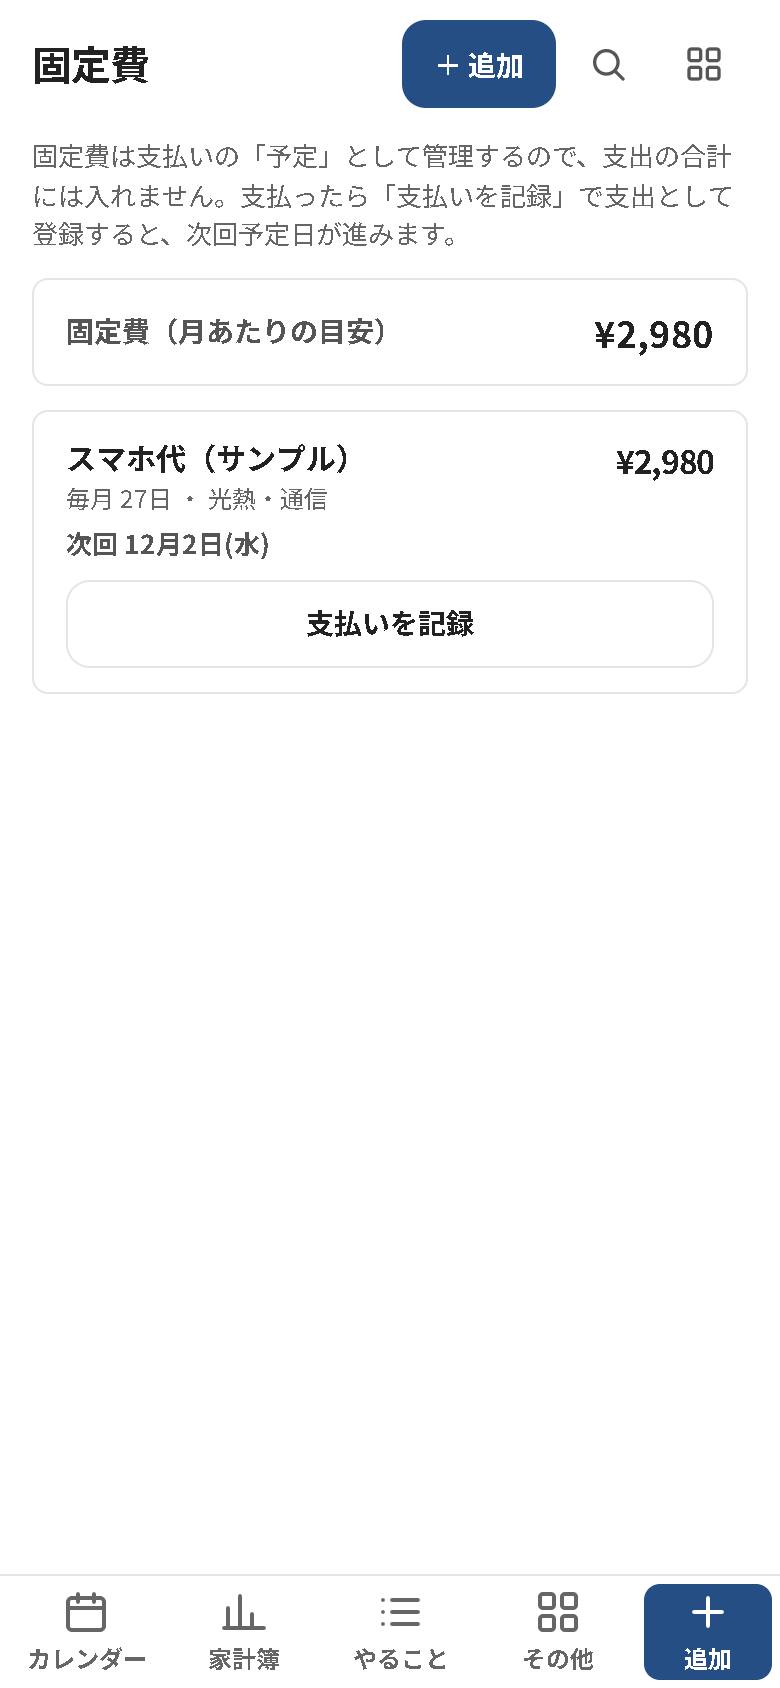 固定費
＋ 追加
固定費は支払いの「予定」として管理するので、支出の合計
には入れません。支払ったら「支払いを記録」で支出として
登録すると、次回予定日が進みます。
固定費（月あたりの目安）
¥2,980
スマホ代（サンプル）
¥2,980
毎月 27日 ・ 光熱・通信
次回 12月2日(水)
支払いを記録
カレンダー
家計簿
やること
その他
追加